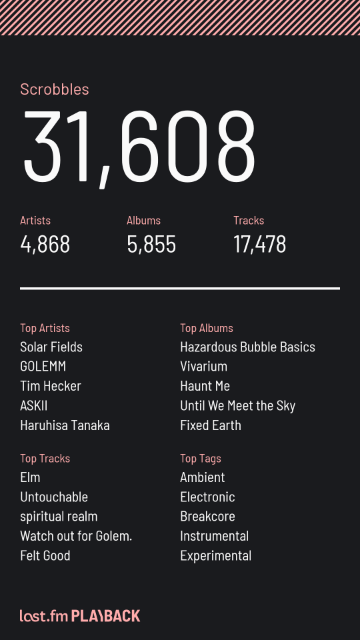 Scrobbles
31,608
Artists
Albums
Tracks
4,868
5,855
17,478
Top Artists
Solar Fields
GOLEMM
Tim Hecker
ASKII
Haruhisa Tanaka
Top Albums
Hazardous Bubble Basics
Vivarium
Haunt Me
Until We Meet the Sky
Fixed Earth
Top Tracks
Elm
Untouchable
spiritual realm
Watch out for Golem.
Felt Good
Top Tags
Ambient
Electronic
Breakcore
Instrumental
Experimental
last.fm PLAYBACK